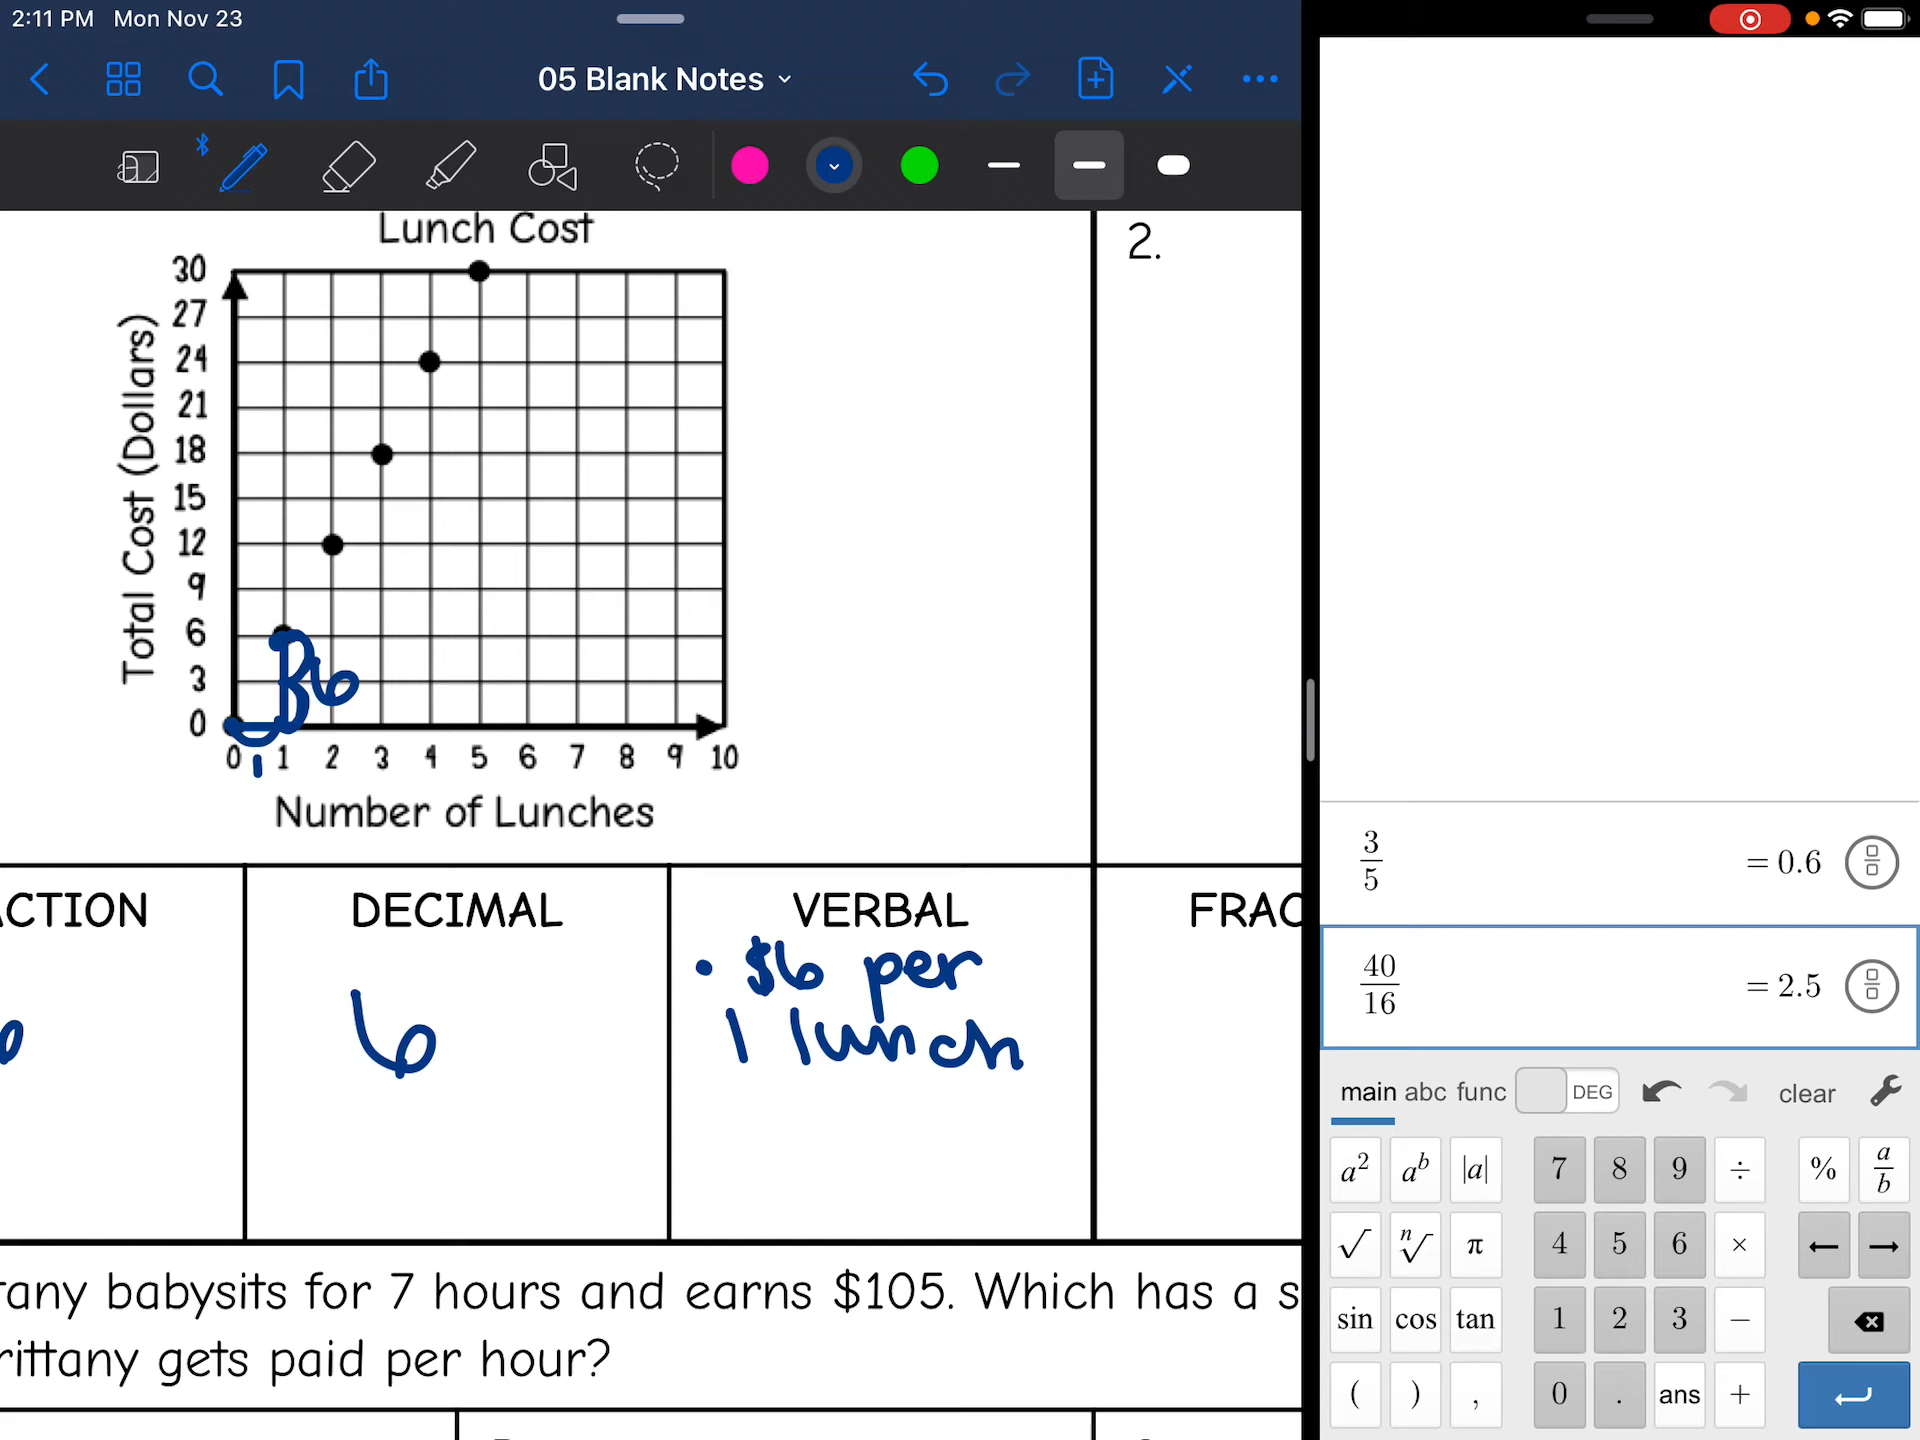 2:11 PM Mon Nov 23
05 Blank Notes
Lunch Cost
2.
Total Cost (Dollars)
30
27
24
21
18
15
12
9
6
3
0
6
0 1 2 3 4 5 6 7 8 9 10
1
Number of Lunches
ACTION
DECIMAL
VERBAL
FRAC
6
• $6 per
1 lunch
tany babysits for 7 hours and earns $105. Which has a s
rittany gets paid per hour?
3/5 = 0.6
40/16 = 2.5
main abc func DEG clear
a² aᵇ |a| 7 8 9 ÷ % a/b
√ ⁿ√ π 4 5 6 × ← →
sin cos tan 1 2 3 −
( ) , 0 . ans +